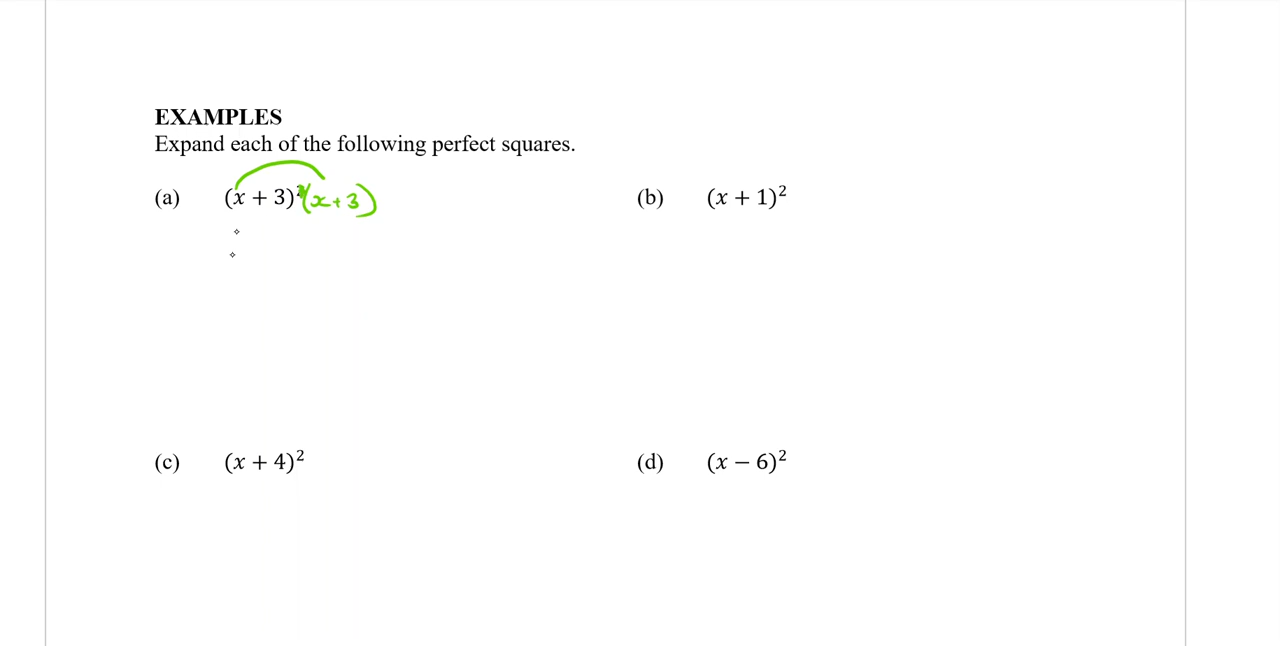 EXAMPLES
Expand each of the following perfect squares.
(a) (x + 3)² (x+3)
(b) (x + 1)²
(c) (x + 4)²
(d) (x − 6)²